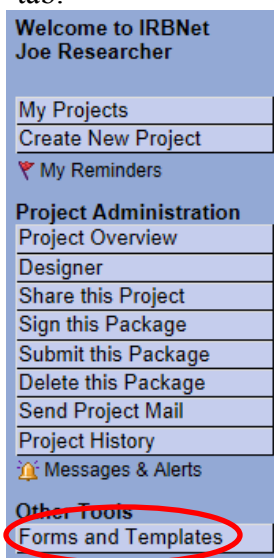 Welcome to IRBNet
Joe Researcher
My Projects
Create New Project
My Reminders
Project Administration
Project Overview
Designer
Share this Project
Sign this Package
Submit this Package
Delete this Package
Send Project Mail
Project History
Messages & Alerts
Other Tools
Forms and Templates